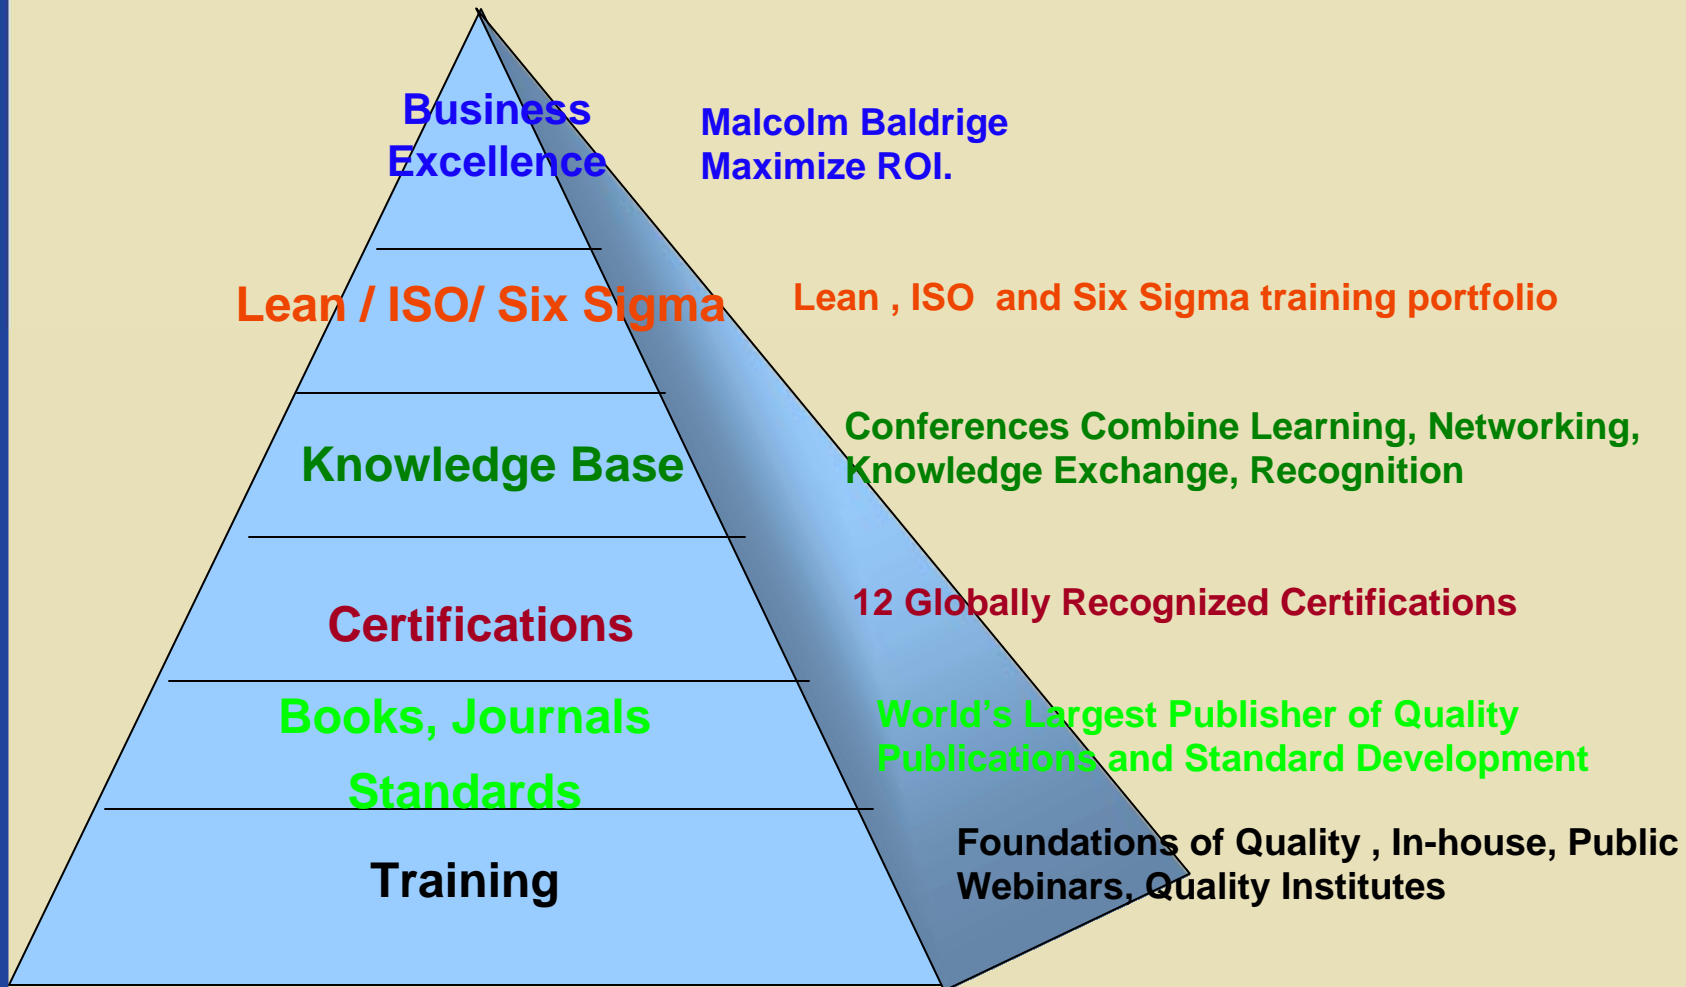 Business
Excellence
Malcolm Baldrige
Maximize ROI.
Lean / ISO/ Six Sigma
Lean , ISO  and Six Sigma training portfolio
Knowledge Base
Conferences Combine Learning, Networking,
Knowledge Exchange, Recognition
Certifications
12 Globally Recognized Certifications
Books, Journals
Standards
World’s Largest Publisher of Quality
Publications and Standard Development
Training
Foundations of Quality , In-house, Public
Webinars, Quality Institutes